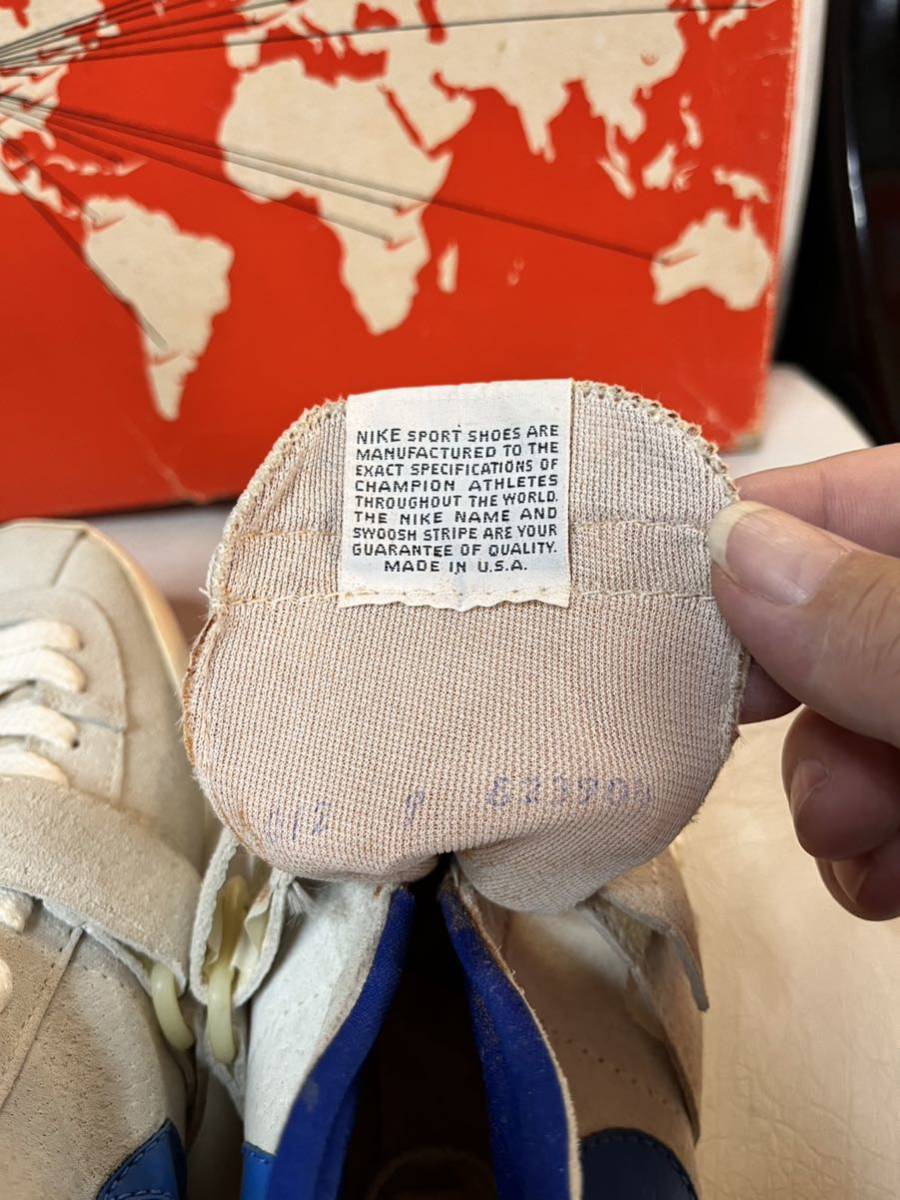 NIKE SPORT SHOES ARE
MANUFACTURED TO THE
EXACT SPECIFICATIONS OF
CHAMPION ATHLETES
THROUGHOUT THE WORLD.
THE NIKE NAME AND
SWOOSH STRIPE ARE YOUR
GUARANTEE OF QUALITY.
MADE IN U.S.A.